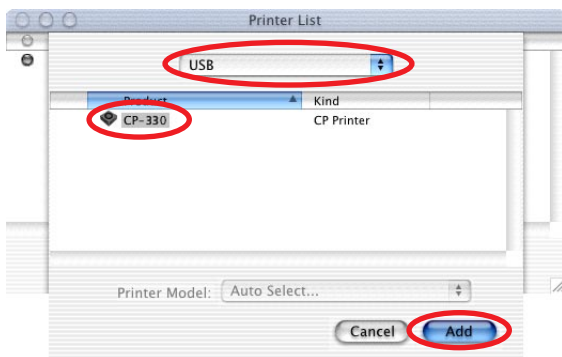 Printer List
USB
Product Kind
CP-330 CP Printer
Printer Model: Auto Select...
Cancel Add